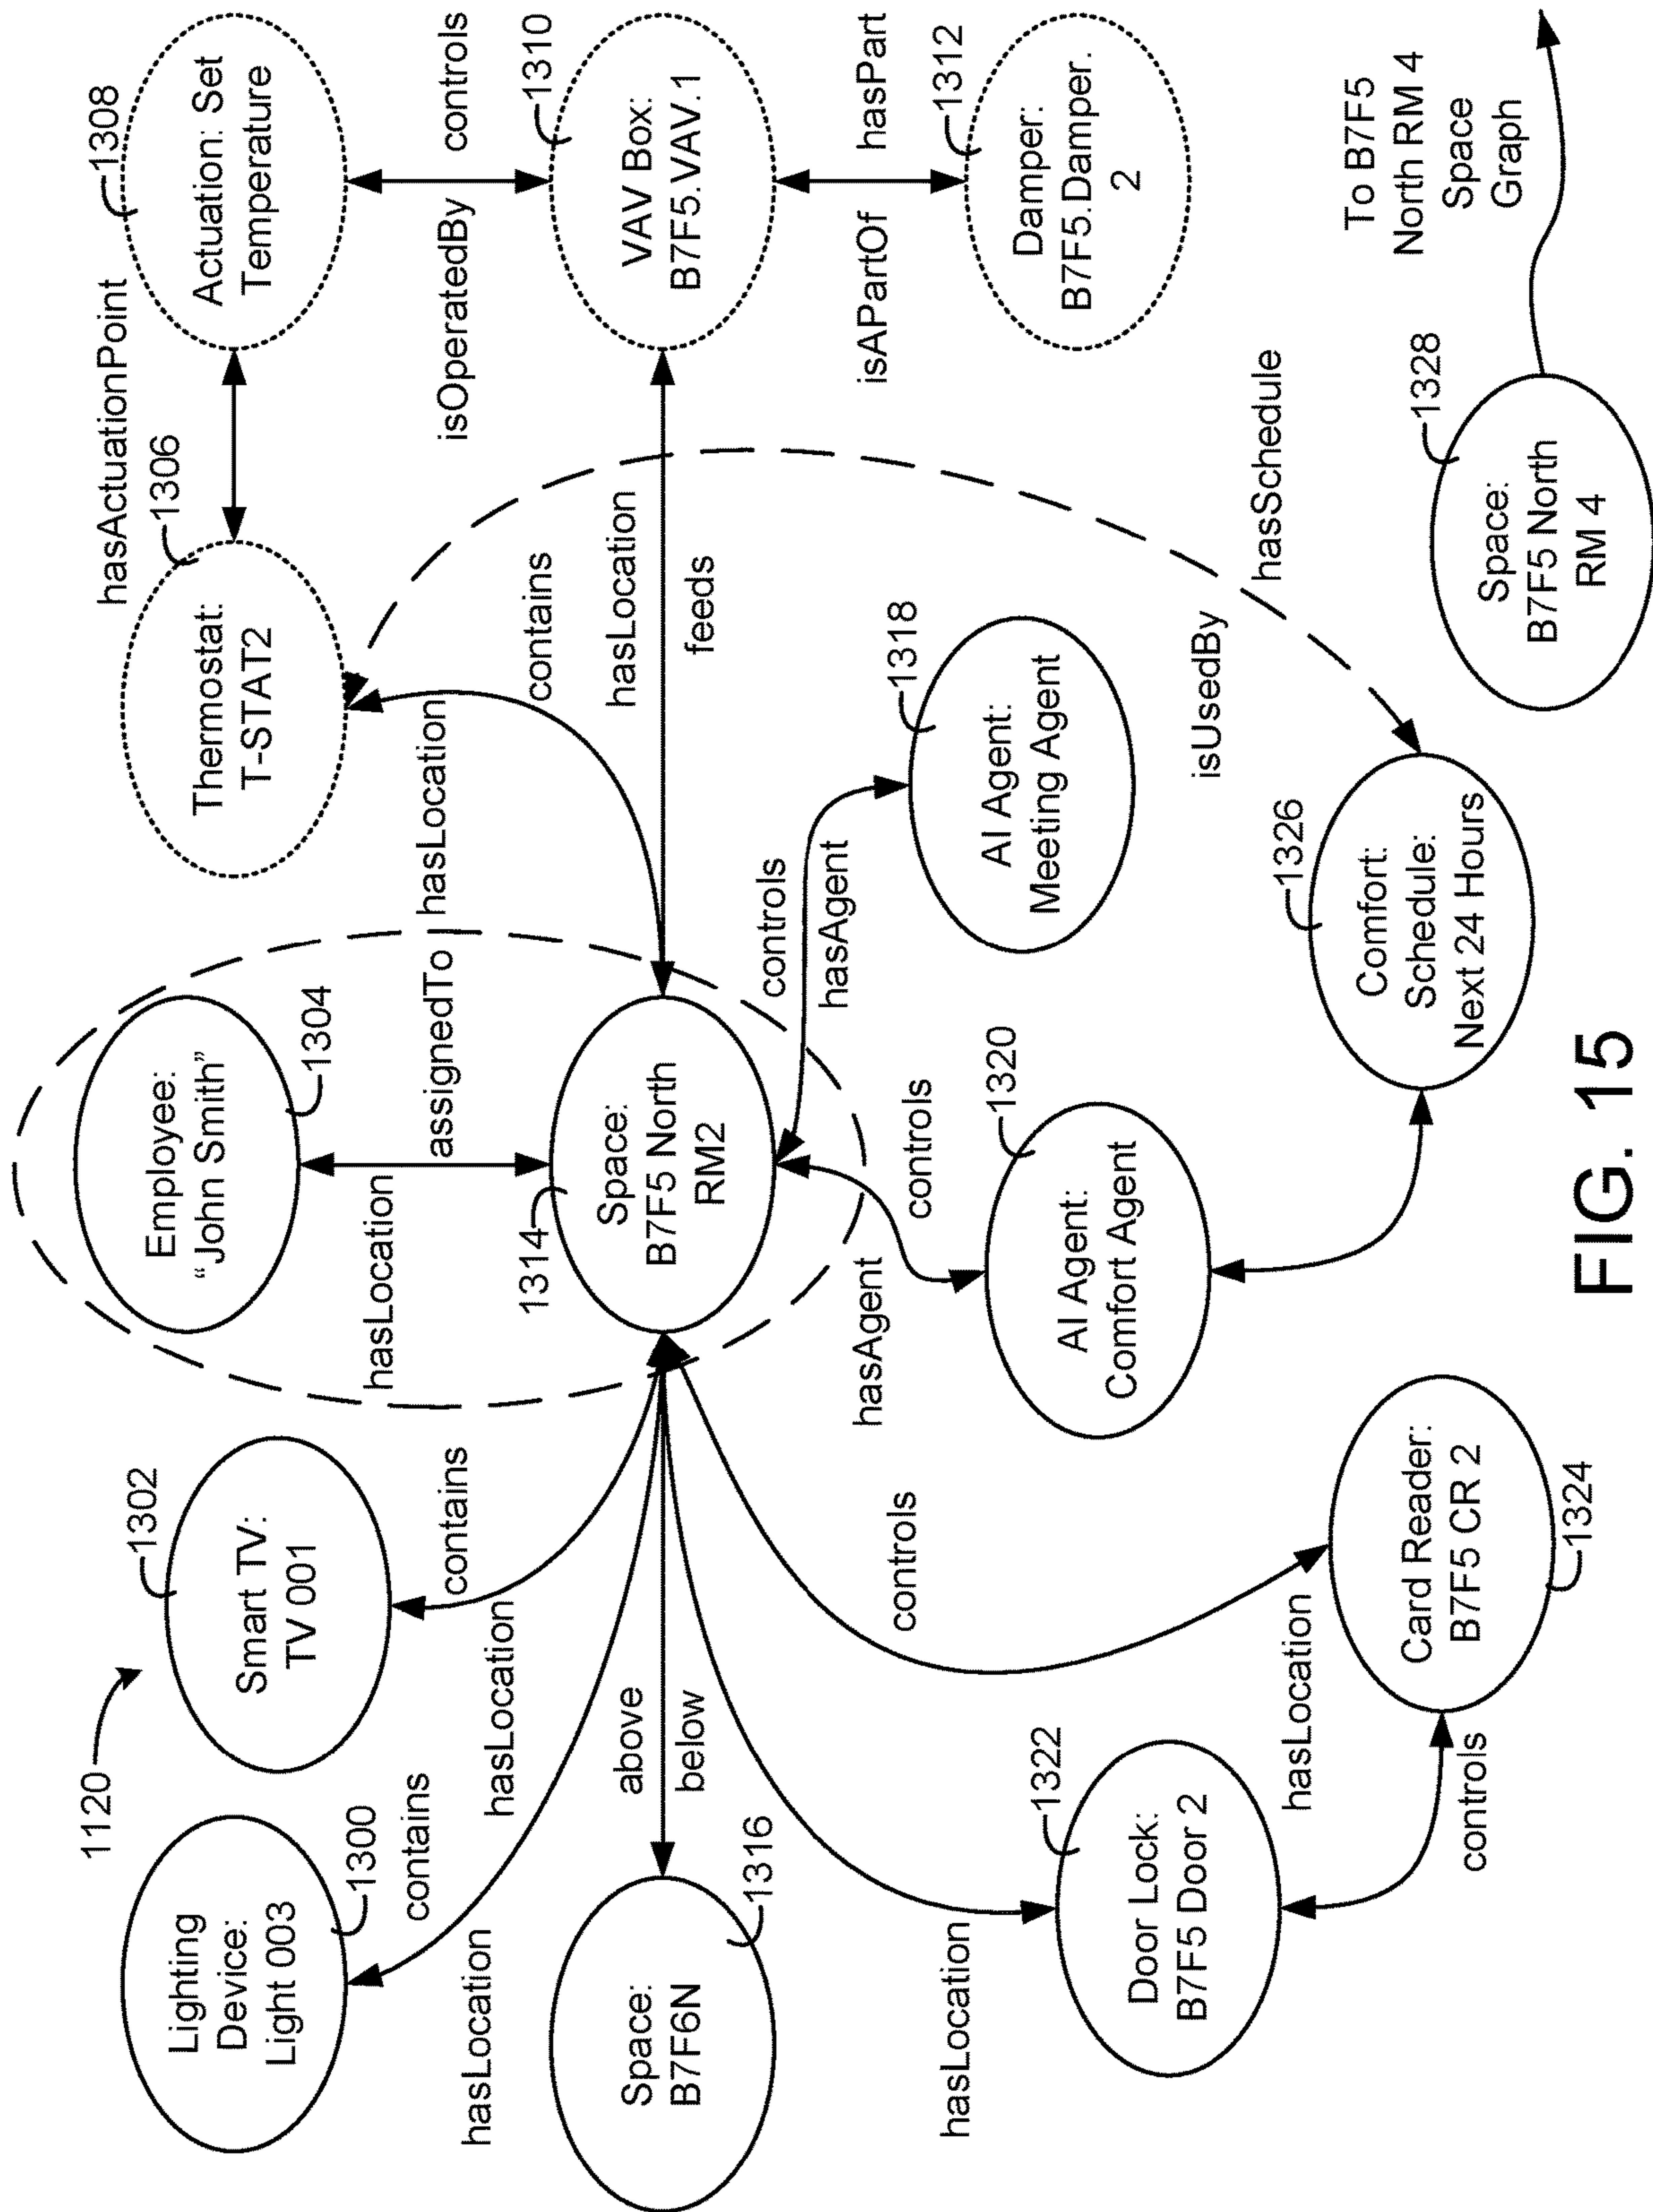 1120
Lighting
Device:
Light 003
1300
Smart TV:
TV 001
1302
Employee:
“John Smith”
1304
Thermostat:
T-STAT2
1306
hasActuationPoint
Actuation: Set
Temperature
1308
contains
hasLocation
contains
hasLocation
hasLocation
assignedTo
hasLocation
contains
isOperatedBy
controls
Space:
B7F6N
1316
above
below
1314
Space:
B7F5 North
RM2
hasLocation
feeds
VAV Box:
B7F5.VAV.1
1310
hasLocation
controls
hasAgent
controls
controls
hasAgent
isAPartOf
hasPart
Door Lock:
B7F5 Door 2
1322
AI Agent:
Comfort Agent
1320
AI Agent:
Meeting Agent
1318
Damper:
B7F5.Damper.
2
1312
hasLocation
controls
Card Reader:
B7F5 CR 2
1324
Comfort:
Schedule:
Next 24 Hours
1326
isUsedBy
hasSchedule
Space:
B7F5 North
RM 4
1328
To B7F5
North RM 4
Space
Graph
FIG. 15